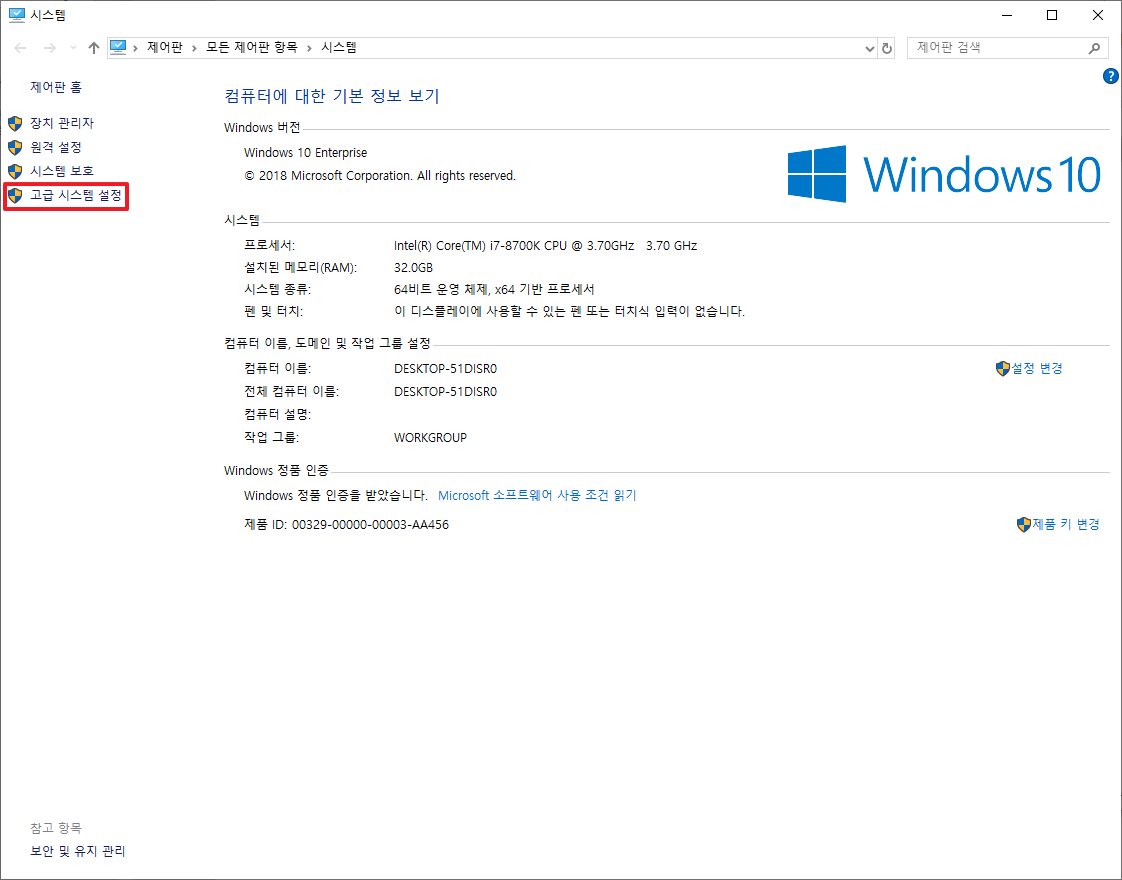 시스템
제어판 › 모든 제어판 항목 › 시스템
제어판 검색
?
제어판 홈
장치 관리자
원격 설정
시스템 보호
고급 시스템 설정
컴퓨터에 대한 기본 정보 보기
Windows 버전
Windows 10 Enterprise
© 2018 Microsoft Corporation. All rights reserved.
Windows 10
시스템
프로세서: Intel(R) Core(TM) i7-8700K CPU @ 3.70GHz 3.70 GHz
설치된 메모리(RAM): 32.0GB
시스템 종류: 64비트 운영 체제, x64 기반 프로세서
펜 및 터치: 이 디스플레이에 사용할 수 있는 펜 또는 터치식 입력이 없습니다.
컴퓨터 이름, 도메인 및 작업 그룹 설정
컴퓨터 이름: DESKTOP-51DISR0 설정 변경
전체 컴퓨터 이름: DESKTOP-51DISR0
컴퓨터 설명:
작업 그룹: WORKGROUP
Windows 정품 인증
Windows 정품 인증을 받았습니다. Microsoft 소프트웨어 사용 조건 읽기
제품 ID: 00329-00000-00003-AA456 제품 키 변경
참고 항목
보안 및 유지 관리